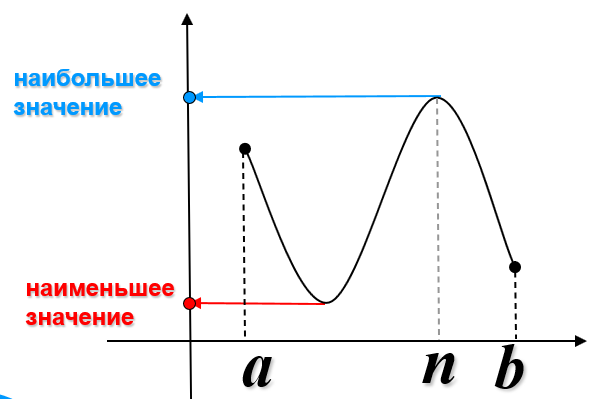 наибольшее
значение
наименьшее
значение
a
n
b